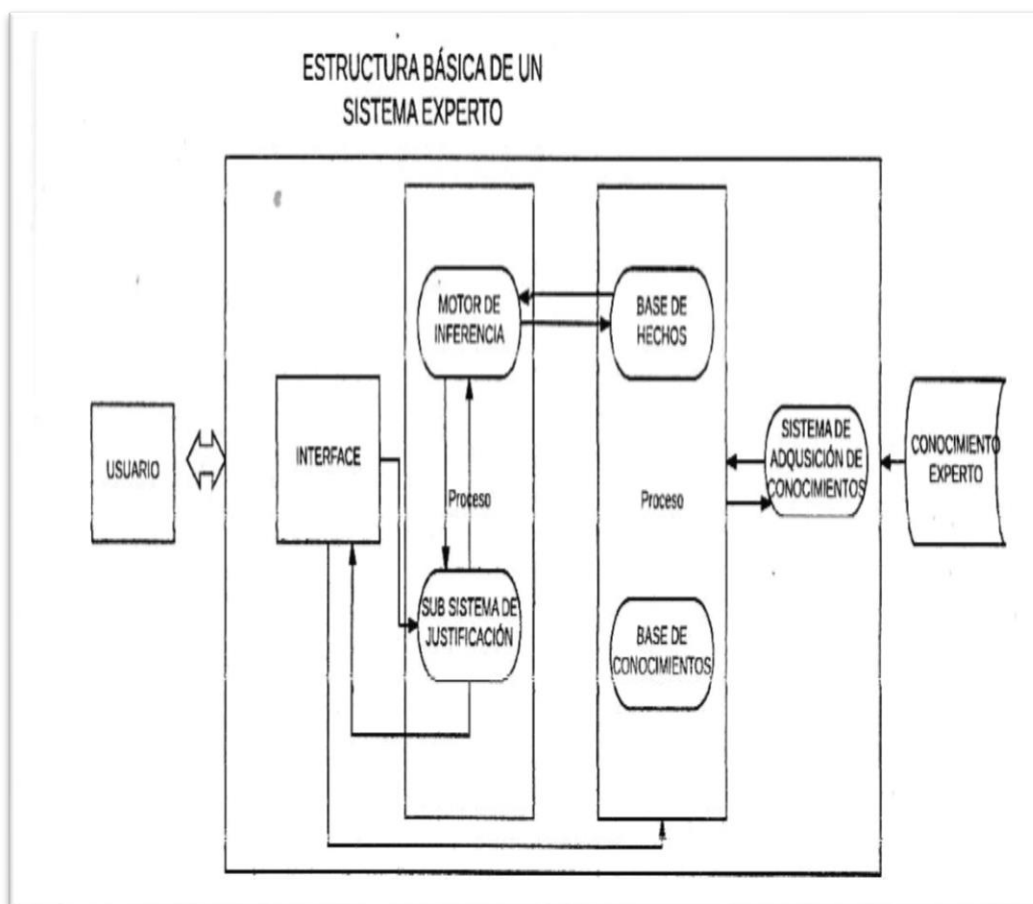 ESTRUCTURA BÁSICA DE UN
SISTEMA EXPERTO
MOTOR DE
INFERENCIA
BASE DE
HECHOS
USUARIO
INTERFACE
Proceso
Proceso
SISTEMA DE
ADQUSICIÓN DE
CONOCIMIENTOS
CONOCIMIENTO
EXPERTO
SUB SISTEMA DE
JUSTIFICACIÓN
BASE DE
CONOCIMIENTOS